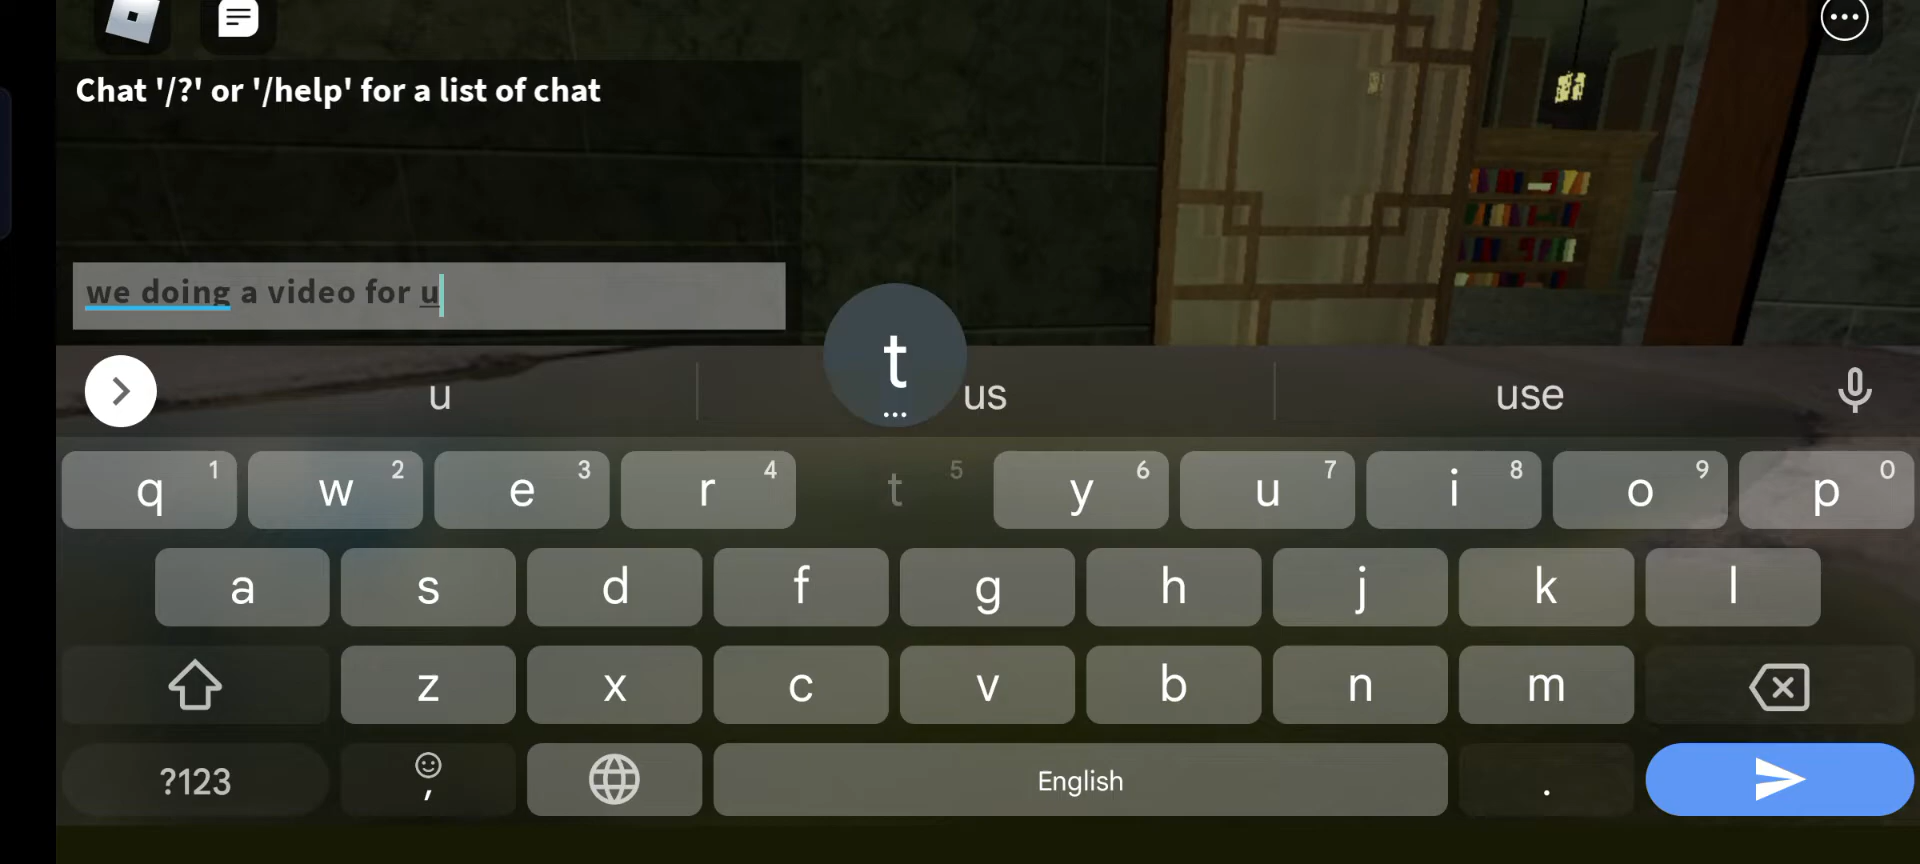 Chat '/?' or '/help' for a list of chat
we doing a video for u
t
...
u us use
q 1 w 2 e 3 r 4 t 5 y 6 u 7 i 8 o 9 p 0
a s d f g h j k l
z x c v b n m
?123 , English .